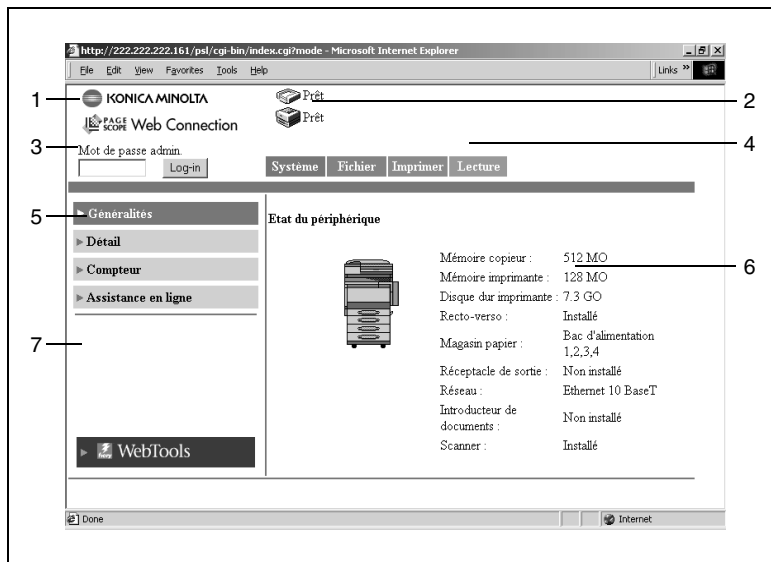 http://222.222.222.161/psl/cgi-bin/index.cgi?mode - Microsoft Internet Explorer
File Edit View Favorites Tools Help Links »
1 KONICA MINOLTA Prêt 2
PAGE SCOPE Web Connection Prêt
3 Mot de passe admin. 4
Log-in Système Fichier Imprimer Lecture
5 Généralités
Détail
Compteur
Assistance en ligne
7
fiery WebTools
Etat du périphérique
Mémoire copieur : 512 MO 6
Mémoire imprimante : 128 MO
Disque dur imprimante : 7.3 GO
Recto-verso : Installé
Magasin papier : Bac d'alimentation
1,2,3,4
Réceptacle de sortie : Non installé
Réseau : Ethernet 10 BaseT
Introducteur de
documents : Non installé
Scanner : Installé
Done Internet